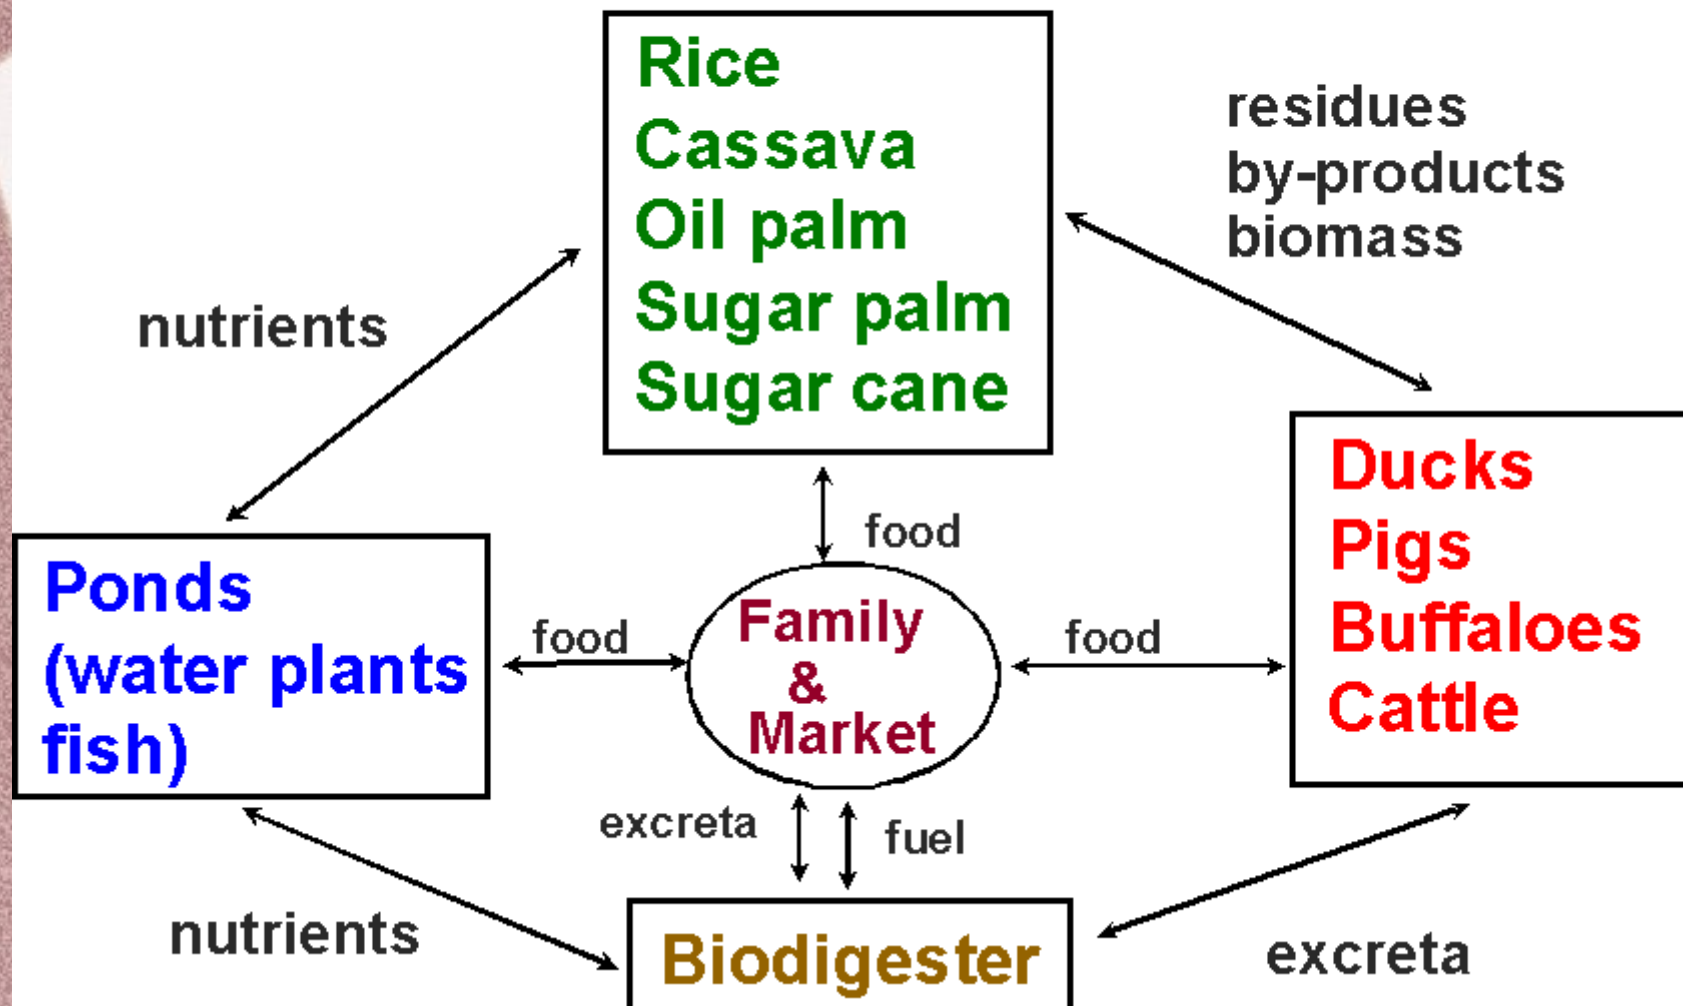 Rice
Cassava
Oil palm
Sugar palm
Sugar cane
residues
by-products
biomass
nutrients
food
Ducks
Pigs
Buffaloes
Cattle
Ponds
(water plants
fish)
food
Family
&
Market
food
excreta
fuel
nutrients
Biodigester
excreta